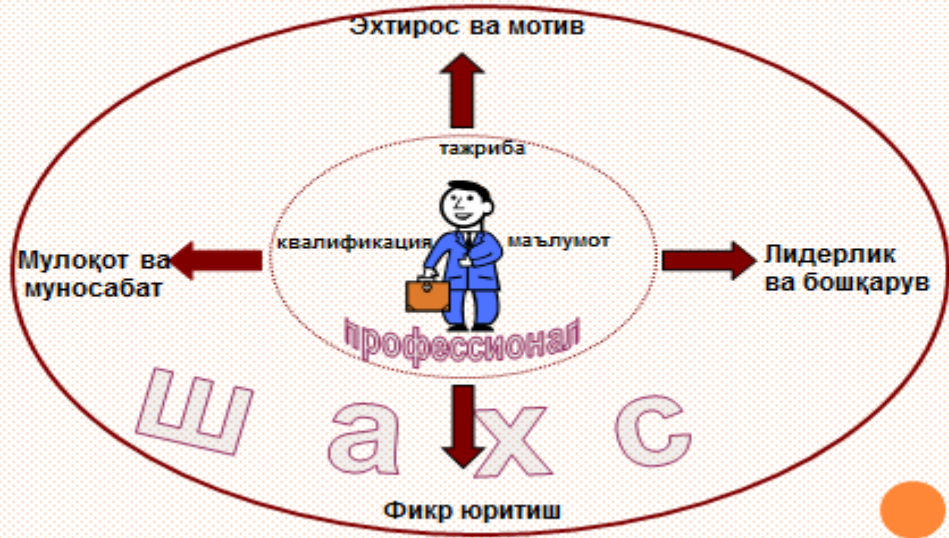 Эхтирос ва мотив
тажриба
квалификация
маълумот
Мулоқот ва
муносабат
Лидерлик
ва бошқарув
профессионал
Ш а х с
Фикр юритиш